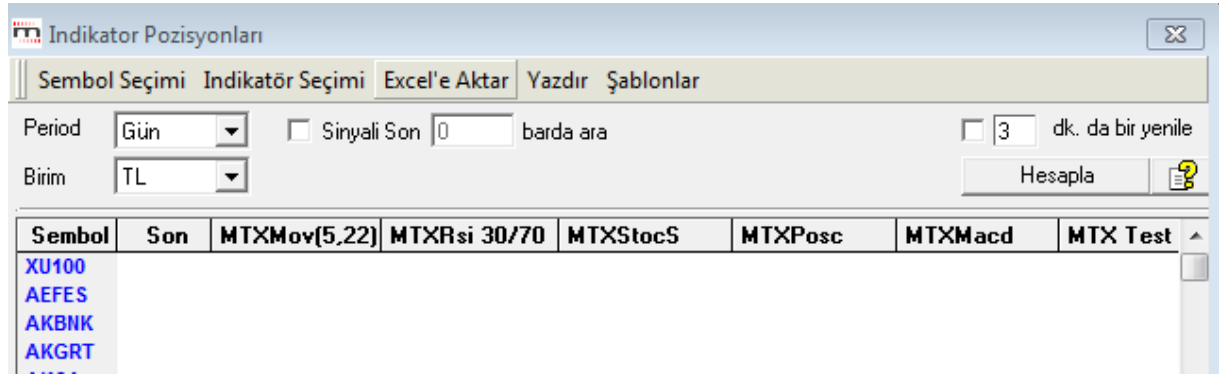 Indikator Pozisyonları
Sembol Seçimi Indikatör Seçimi Excel'e Aktar Yazdır Şablonlar
Period Gün Sinyali Son 0 barda ara 3 dk. da bir yenile
Birim TL Hesapla
Sembol Son MTXMov(5,22) MTXRsi 30/70 MTXStocS MTXPosc MTXMacd MTX Test
XU100
AEFES
AKBNK
AKGRT